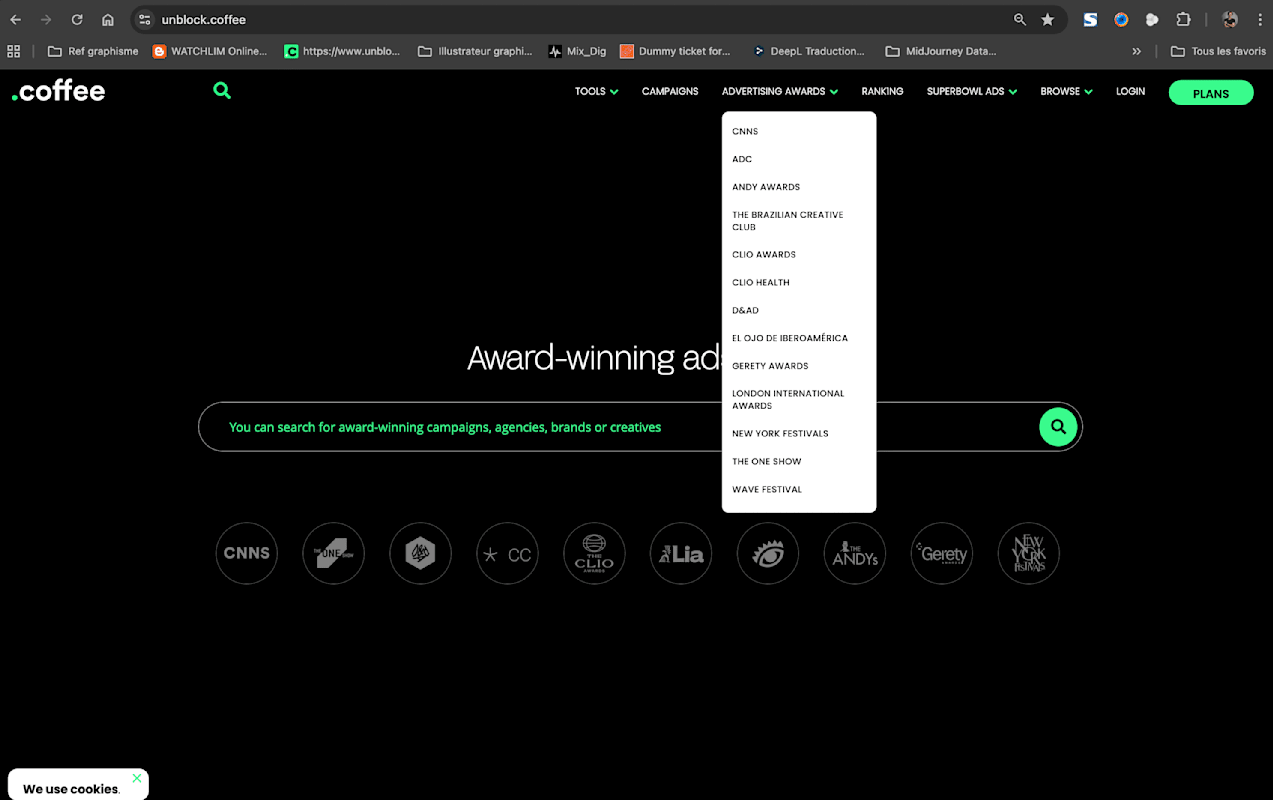 unblock.coffee
Ref graphisme
WATCHLIM Online...
https://www.unblo...
Illustrateur graphi...
Mix_Dig
Dummy ticket for...
DeepL Traduction...
MidJourney Data...
»
Tous les favoris
.coffee
TOOLS
CAMPAIGNS
ADVERTISING AWARDS
RANKING
SUPERBOWL ADS
BROWSE
LOGIN
PLANS
CNNS
ADC
ANDY AWARDS
THE BRAZILIAN CREATIVE
CLUB
CLIO AWARDS
CLIO HEALTH
D&AD
EL OJO DE IBEROAMÉRICA
GERETY AWARDS
LONDON INTERNATIONAL
AWARDS
NEW YORK FESTIVALS
THE ONE SHOW
WAVE FESTIVAL
Award-winning ads
You can search for award-winning campaigns, agencies, brands or creatives
CNNS
THE ONE SHOW
* CC
THE
CLIO
AWARDS
Lia
THE
ANDYs
Gerety
AWARDS
NEW
YORK
FESTIVALS
We use cookies.